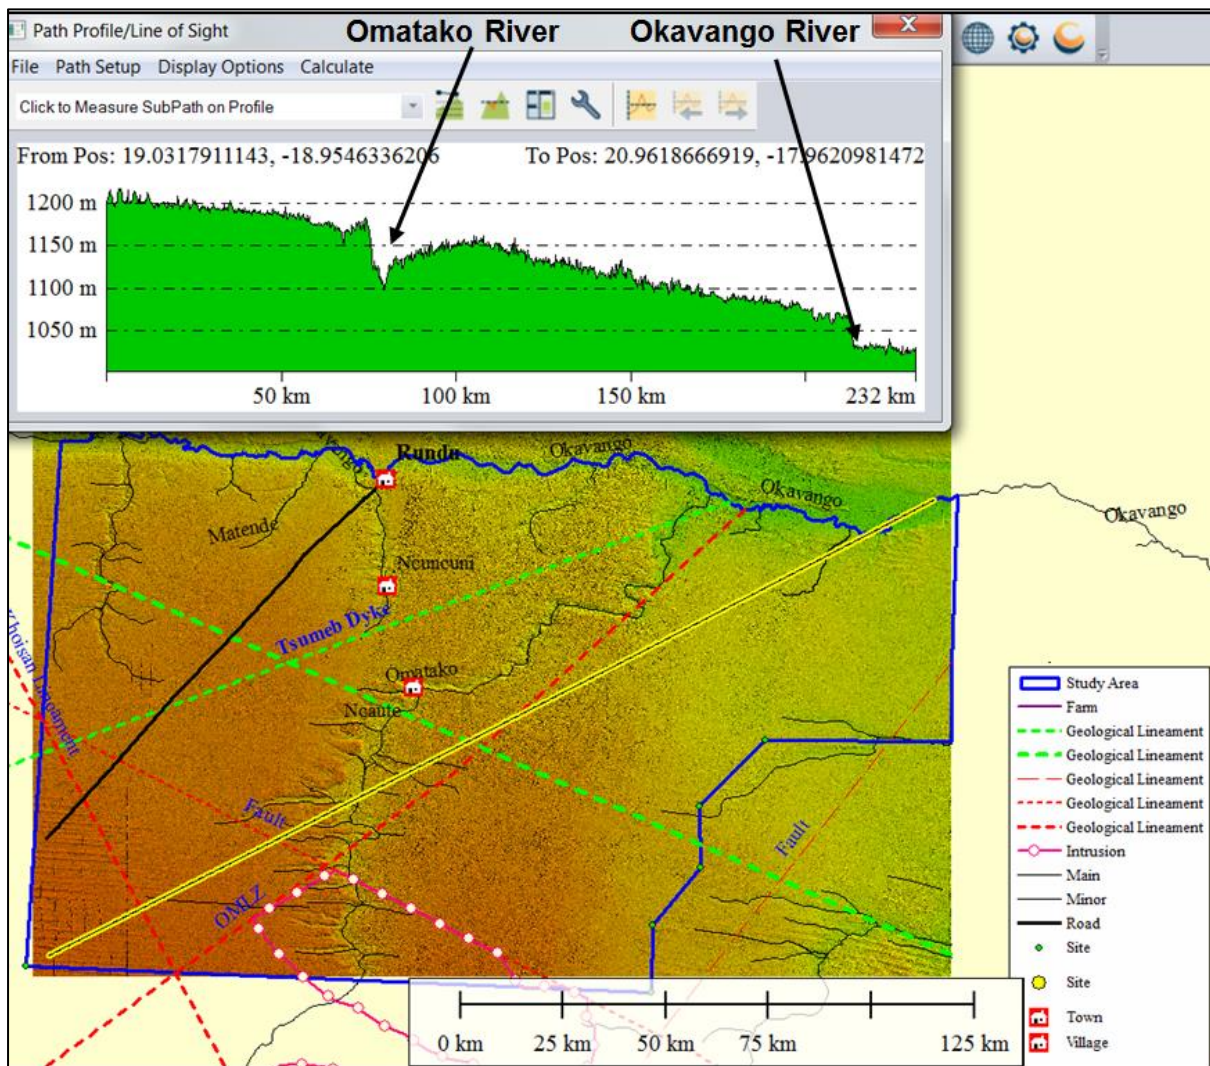 Path Profile/Line of Sight
Omatako River
Okavango River
File Path Setup Display Options Calculate
Click to Measure SubPath on Profile
From Pos: 19.0317911143, -18.9546336206
To Pos: 20.9618666919, -17.9620981472
1200 m
1150 m
1100 m
1050 m
50 km
100 km
150 km
232 km
Rundu
Okavango
Okavango
Okavango
Matende
Ncuncuni
Tsumeb Dyke
Omatako
Ncaute
Khoisan Lineament
Fault
Fault
OMLZ
Study Area
Farm
Geological Lineament
Geological Lineament
Geological Lineament
Geological Lineament
Geological Lineament
Intrusion
Main
Minor
Road
Site
Site
Town
Village
0 km
25 km
50 km
75 km
125 km